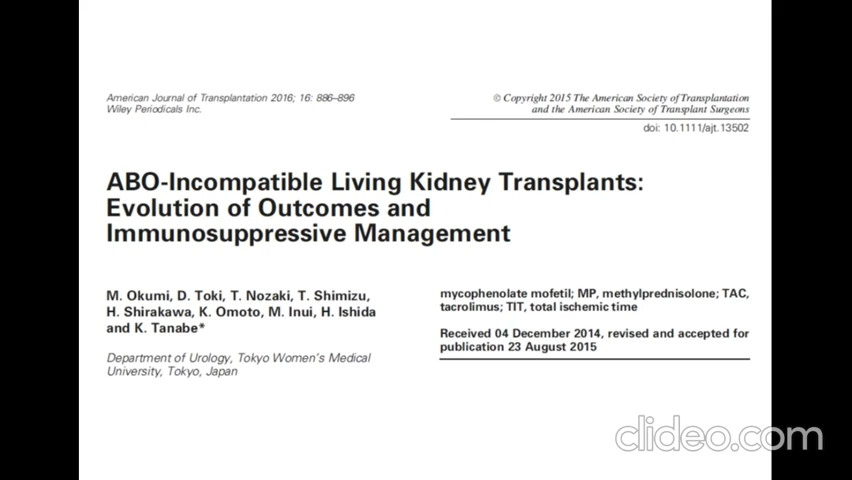 American Journal of Transplantation 2016; 16: 886–896
Wiley Periodicals Inc.
© Copyright 2015 The American Society of Transplantation
and the American Society of Transplant Surgeons
doi: 10.1111/ajt.13502
ABO-Incompatible Living Kidney Transplants:
Evolution of Outcomes and
Immunosuppressive Management
M. Okumi, D. Toki, T. Nozaki, T. Shimizu,
H. Shirakawa, K. Omoto, M. Inui, H. Ishida
and K. Tanabe*
Department of Urology, Tokyo Women's Medical
University, Tokyo, Japan
mycophenolate mofetil; MP, methylprednisolone; TAC,
tacrolimus; TIT, total ischemic time
Received 04 December 2014, revised and accepted for
publication 23 August 2015
clideo.com